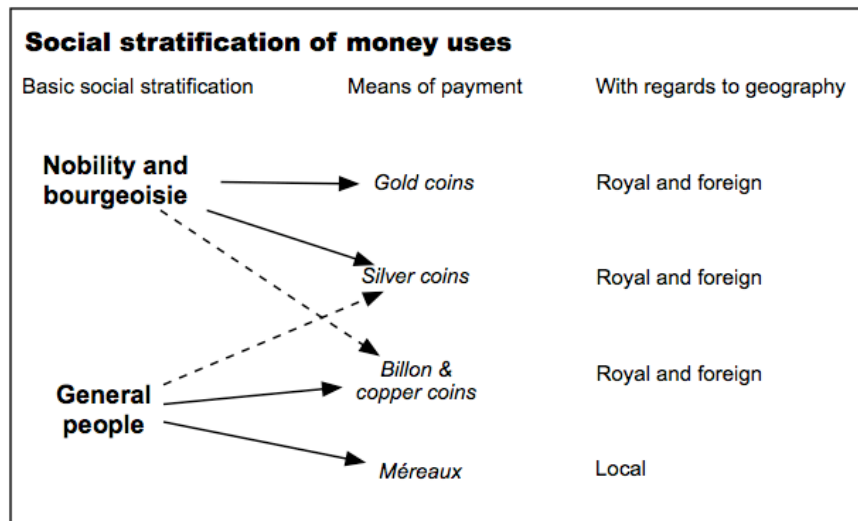 Social stratification of money uses
Basic social stratification Means of payment With regards to geography
Nobility and
bourgeoisie
Gold coins Royal and foreign
Silver coins Royal and foreign
General
people
Billon &
copper coins
Royal and foreign
Méreaux Local